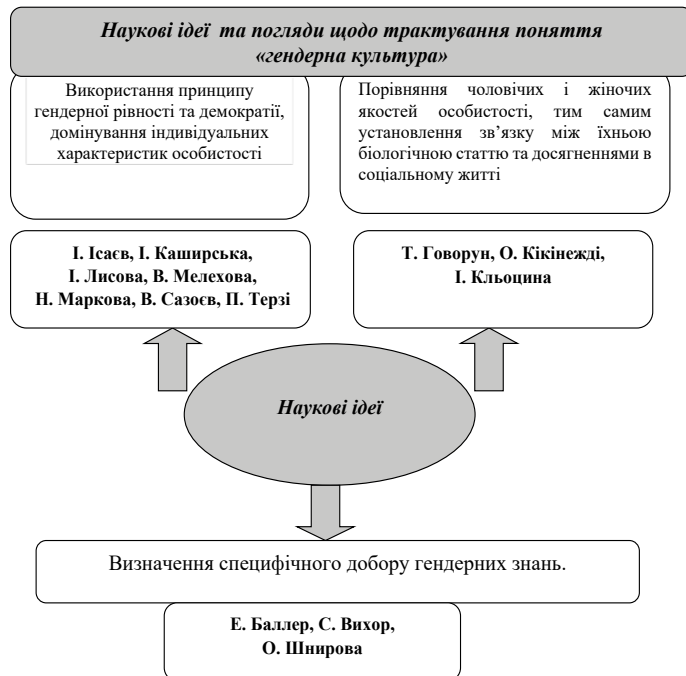 Наукові ідеї та погляди щодо трактування поняття
«гендерна культура»
Використання принципу
гендерної рівності та демократії,
домінування індивідуальних
характеристик особистості
Порівняння чоловічих і жіночих
якостей особистості, тим самим
установлення зв’язку між їхньою
біологічною статтю та досягненнями в
соціальному житті
І. Ісаєв, І. Каширська,
І. Лисова, В. Мелехова,
Н. Маркова, В. Сазоєв, П. Терзі
Т. Говорун, О. Кікінежді,
І. Кльоцина
Наукові ідеї
Визначення специфічного добору гендерних знань.
Е. Баллер, С. Вихор,
О. Шнирова